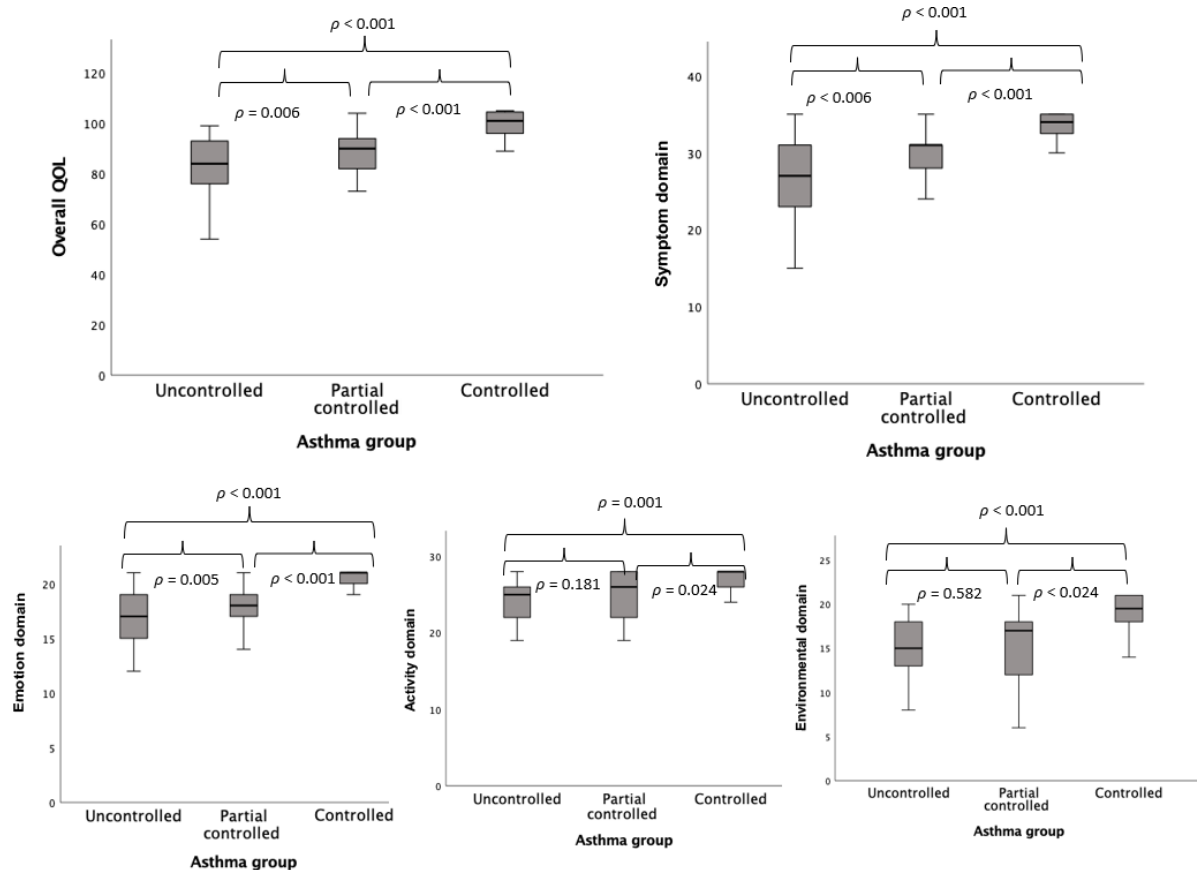 ρ < 0.001
ρ = 0.006
ρ < 0.001
120
100
80
60
40
20
0
Overall QOL
Uncontrolled
Partial
controlled
Controlled
Asthma group
ρ < 0.001
ρ < 0.006
ρ < 0.001
40
30
20
10
0
Symptom domain
Uncontrolled
Partial
controlled
Controlled
Asthma group
ρ < 0.001
ρ = 0.005
ρ < 0.001
20
15
10
5
0
Emotion domain
Uncontrolled
Partial
controlled
Controlled
Asthma group
ρ = 0.001
ρ = 0.181
ρ = 0.024
30
20
10
0
Activity domain
Uncontrolled
Partial
controlled
Controlled
Asthma group
ρ < 0.001
ρ = 0.582
ρ < 0.024
25
20
15
10
5
0
Environmental domain
Uncontrolled
Partial
controlled
Controlled
Asthma group